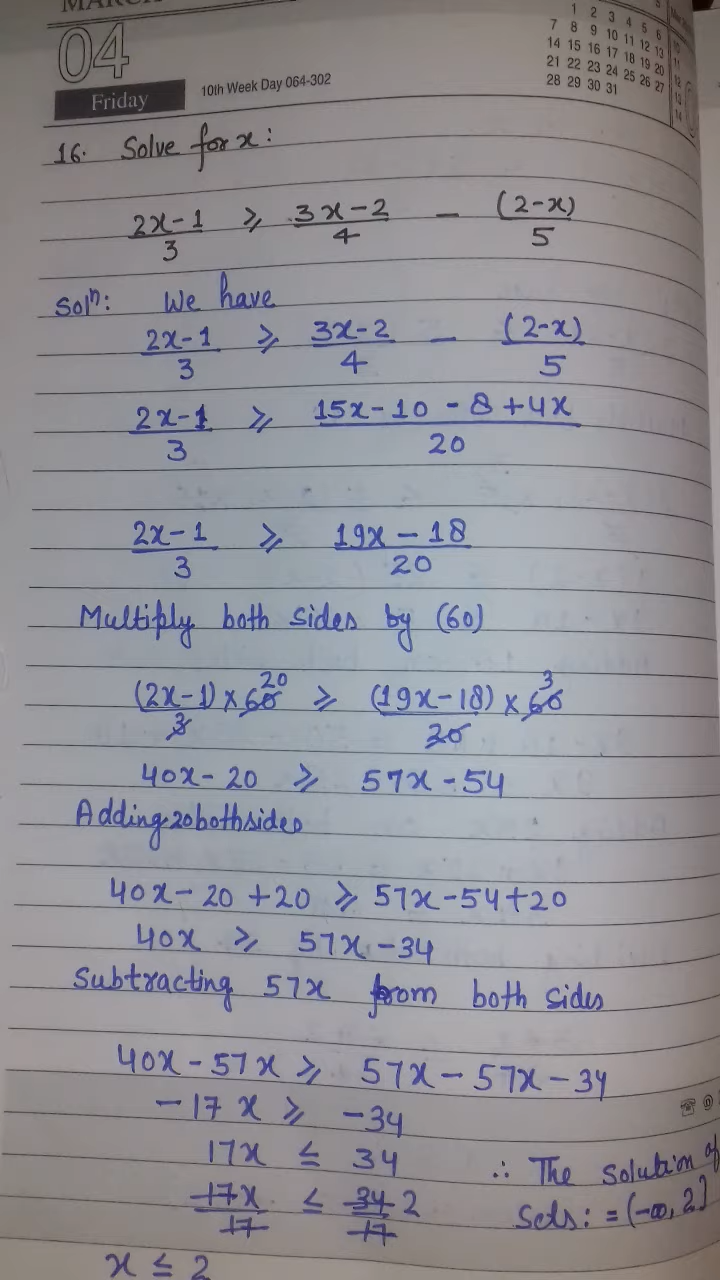 MARCH
04
Friday
10th Week Day 064-302
1 2 3 4 5 6
7 8 9 10 11 12 13
14 15 16 17 18 19 20
21 22 23 24 25 26 27
28 29 30 31
16. Solve for x:
(2x-1)/3 ⩾ (3x-2)/4 - (2-x)/5
Solⁿ: We have
(2x-1)/3 ⩾ (3x-2)/4 - (2-x)/5
(2x-1)/3 ⩾ (15x-10-8+4x)/20
(2x-1)/3 ⩾ (19x-18)/20
Multiply both sides by (60)
(2x-1)/3 × 60 20 ⩾ (19x-18)/20 × 60 3
40x-20 ⩾ 57x-54
Adding 20 both sides
40x-20+20 ⩾ 57x-54+20
40x ⩾ 57x-34
Subtracting 57x from both sides
40x-57x ⩾ 57x-57x-34
-17x ⩾ -34
17x ≤ 34
17x/17 ≤ 34/17 2
x ≤ 2
∴ The solution of
Sets: = (-∞, 2]